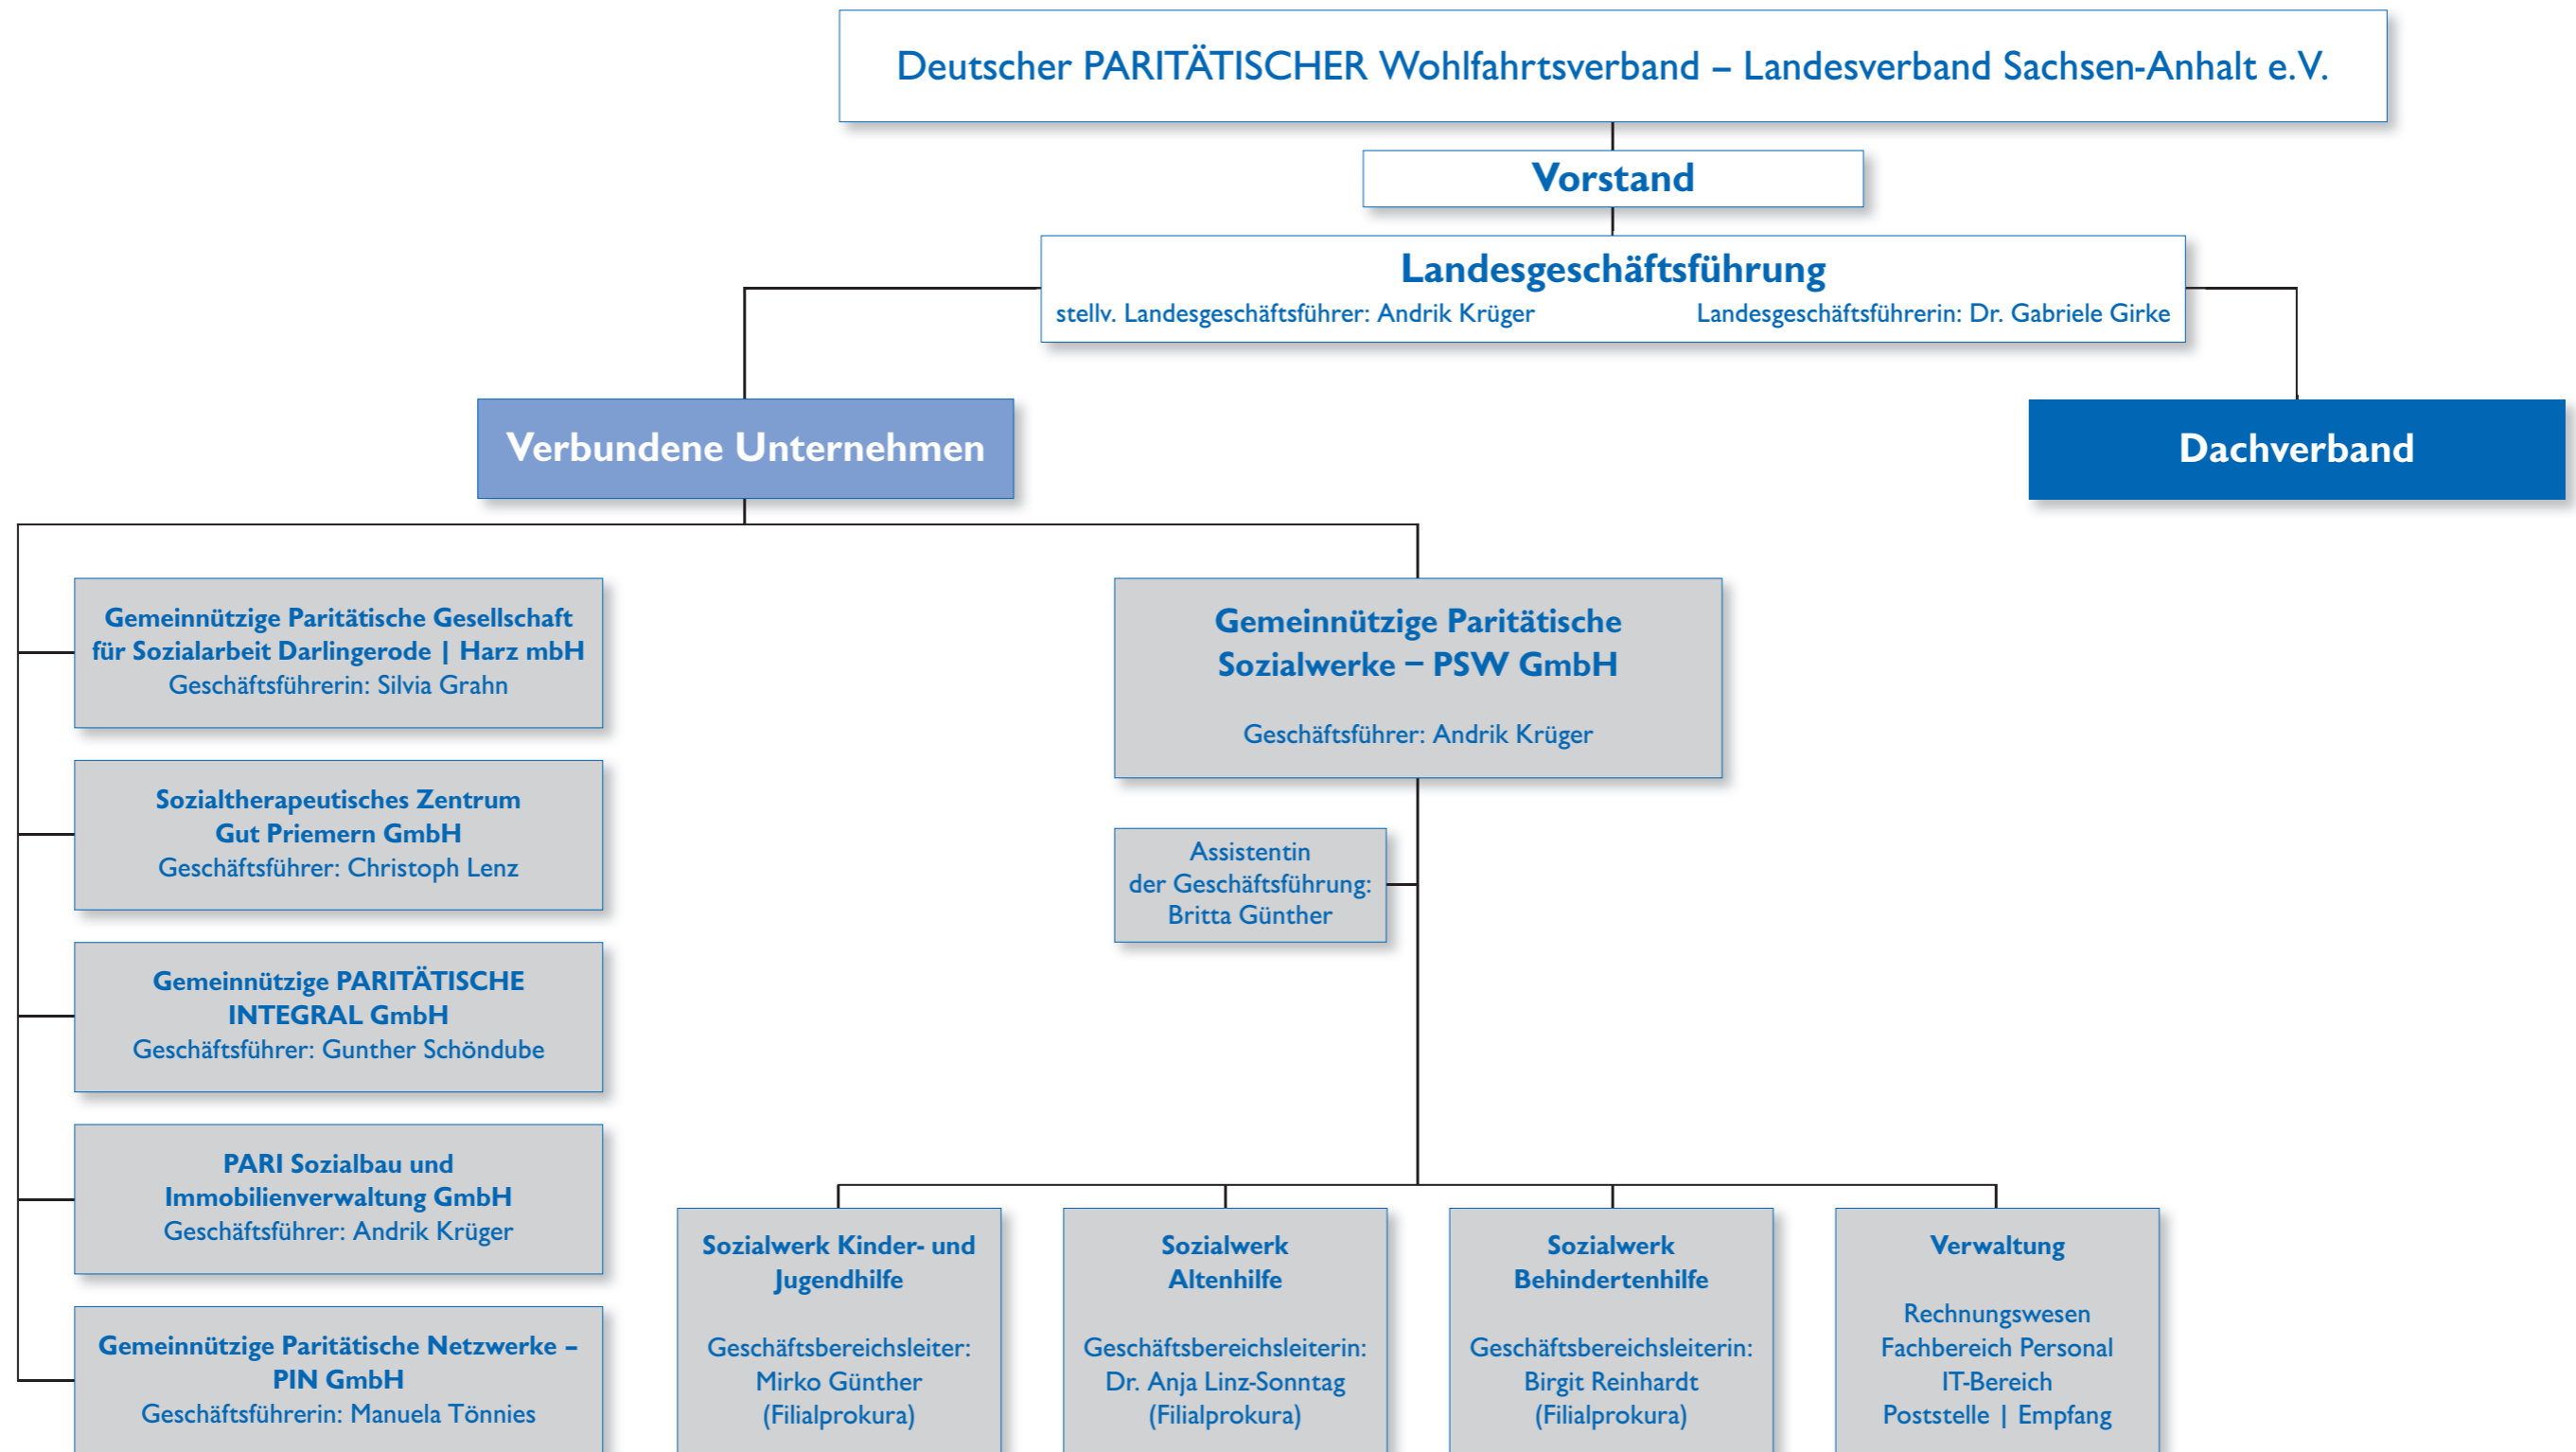 Deutscher PARITÄTISCHER Wohlfahrtsverband – Landesverband Sachsen-Anhalt e.V.
Vorstand
Landesgeschäftsführung
stellv. Landesgeschäftsführer: Andrik Krüger
Landesgeschäftsführerin: Dr. Gabriele Girke
Verbundene Unternehmen
Dachverband
Gemeinnützige Paritätische Gesellschaft
für Sozialarbeit Darlingerode | Harz mbH
Geschäftsführerin: Silvia Grahn
Sozialtherapeutisches Zentrum
Gut Priemern GmbH
Geschäftsführer: Christoph Lenz
Gemeinnützige PARITÄTISCHE
INTEGRAL GmbH
Geschäftsführer: Gunther Schöndube
PARI Sozialbau und
Immobilienverwaltung GmbH
Geschäftsführer: Andrik Krüger
Gemeinnützige Paritätische Netzwerke –
PIN GmbH
Geschäftsführerin: Manuela Tönnies
Gemeinnützige Paritätische
Sozialwerke – PSW GmbH
Geschäftsführer: Andrik Krüger
Assistentin
der Geschäftsführung:
Britta Günther
Sozialwerk Kinder- und
Jugendhilfe
Geschäftsbereichsleiter:
Mirko Günther
(Filialprokura)
Sozialwerk
Altenhilfe
Geschäftsbereichsleiterin:
Dr. Anja Linz-Sonntag
(Filialprokura)
Sozialwerk
Behindertenhilfe
Geschäftsbereichsleiterin:
Birgit Reinhardt
(Filialprokura)
Verwaltung
Rechnungswesen
Fachbereich Personal
IT-Bereich
Poststelle | Empfang